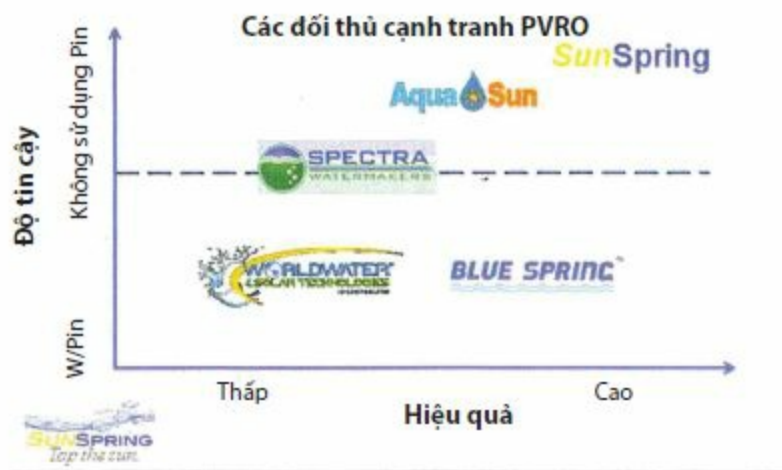 Các đối thủ cạnh tranh PVRO
SunSpring
Aqua Sun
SPECTRA
WATERMAKERS
WORLDWATER
& SOLAR TECHNOLOGIES
BLUE SPRING
Độ tin cậy
Không sử dụng Pin
W/Pin
Thấp
Cao
Hiệu quả
SUNSPRING
Tap the sun.